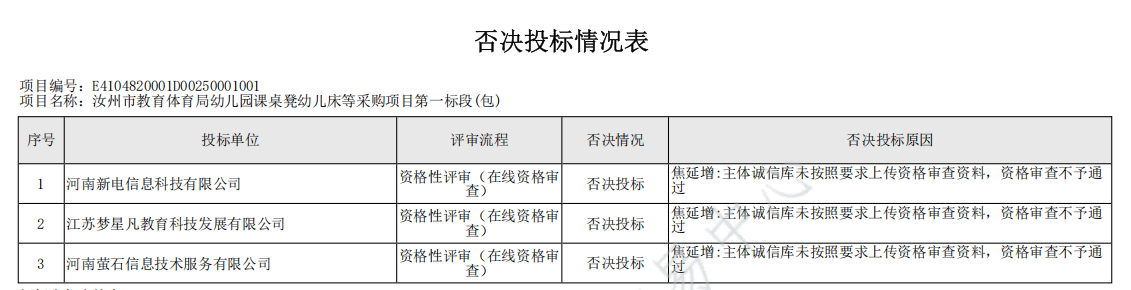 否决投标情况表
项目编号：E4104820001D00250001001
项目名称：汝州市教育体育局幼儿园课桌凳幼儿床等采购项目第一标段(包)
序号 投标单位 评审流程 否决情况 否决投标原因
1 河南新电信息科技有限公司 资格性评审（在线资格审查） 否决投标 焦延增:主体诚信库未按照要求上传资格审查资料，资格审查不予通过
2 江苏梦星凡教育科技发展有限公司 资格性评审（在线资格审查） 否决投标 焦延增:主体诚信库未按照要求上传资格审查资料，资格审查不予通过
3 河南萤石信息技术服务有限公司 资格性评审（在线资格审查） 否决投标 焦延增:主体诚信库未按照要求上传资格审查资料，资格审查不予通过
易中心